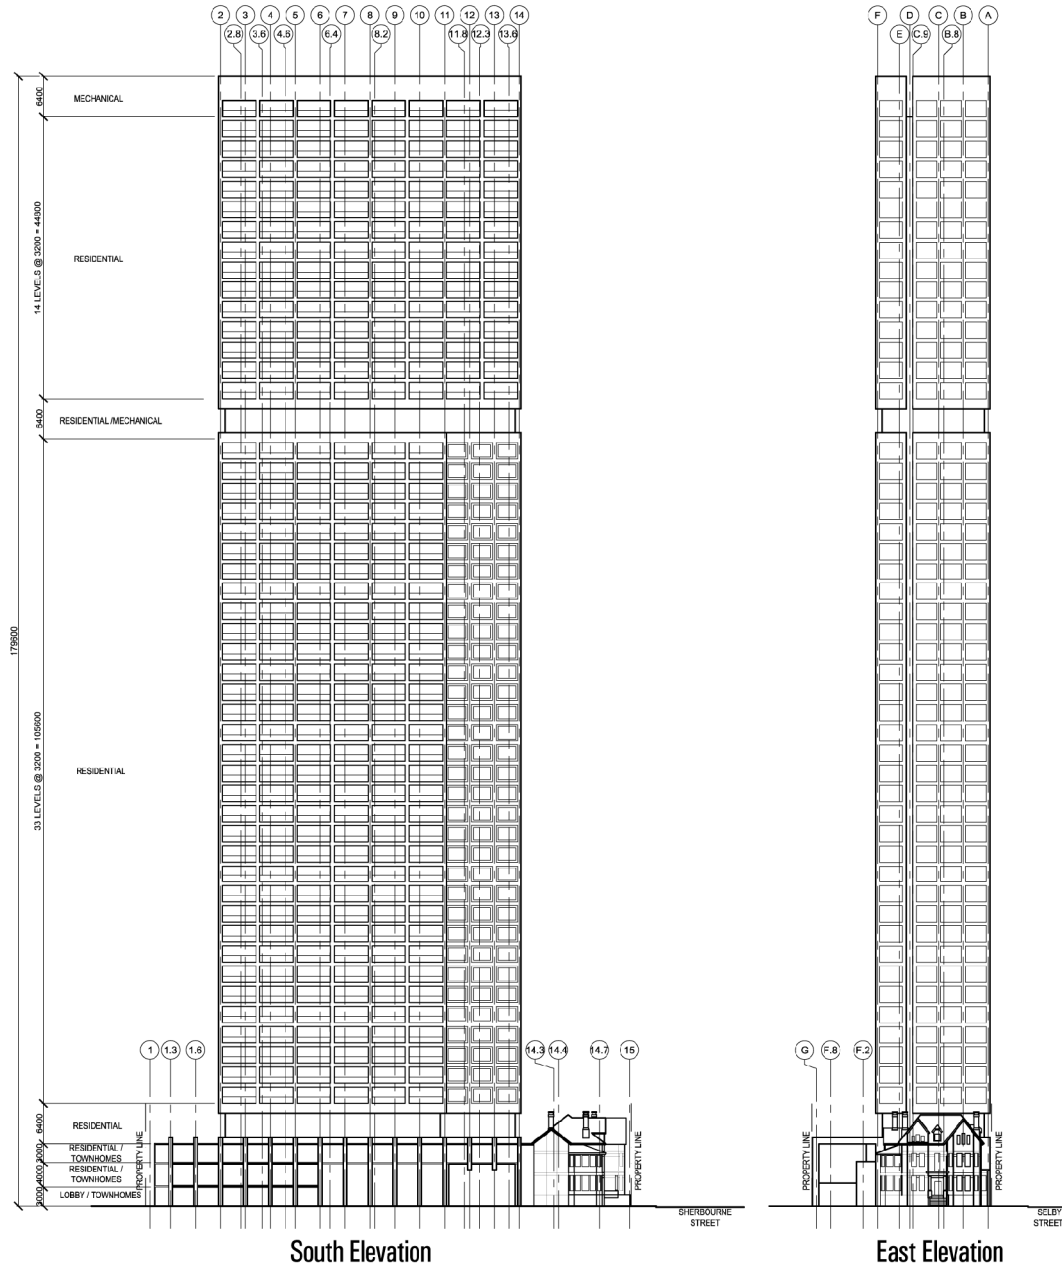 2 3 4 5 6 7 8 9 10 11 12 13 14
2.8 3.6 4.5 6.4 8.2 11.8 12.3 13.6
F D C B A
E C.9 B.8
6400
MECHANICAL
14 LEVELS @ 3200 = 44800
RESIDENTIAL
6400
RESIDENTIAL /MECHANICAL
179600
33 LEVELS @ 3200 = 105600
RESIDENTIAL
1 1.3 1.6
14.3 14.4 14.7 15
G F.8 F.2
6400
RESIDENTIAL
3000
RESIDENTIAL /
TOWNHOMES
4000
RESIDENTIAL /
TOWNHOMES
3000
LOBBY / TOWNHOMES
PROPERTY LINE
PROPERTY LINE
PROPERTY LINE
PROPERTY LINE
SHERBOURNE
STREET
SELBY
STREET
South Elevation
East Elevation